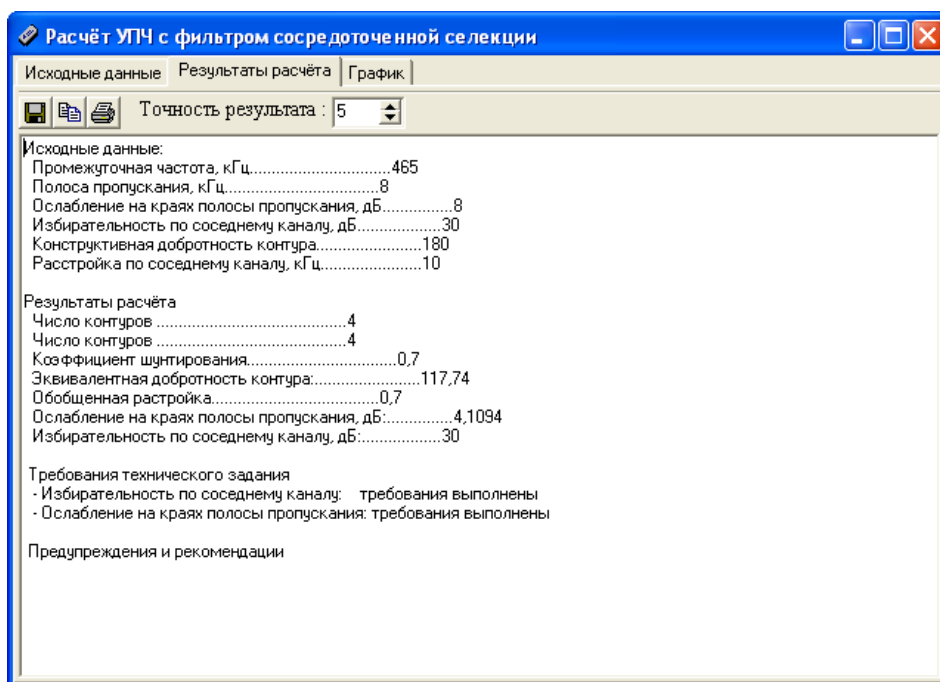 Расчёт УПЧ с фильтром сосредоточенной селекции
Исходные данные Результаты расчёта График
Точность результата : 5
Исходные данные:
Промежуточная частота, кГц................................465
Полоса пропускания, кГц...................................8
Ослабление на краях полосы пропускания, дБ................8
Избирательность по соседнему каналу, дБ...................30
Конструктивная добротность контура........................180
Расстройка по соседнему каналу, кГц.......................10
Результаты расчёта
Число контуров ...........................................4
Число контуров ...........................................4
Коэффициент шунтирования..................................0,7
Эквивалентная добротность контура:........................117,74
Обобщенная растройка......................................0,7
Ослабление на краях полосы пропускания, дБ:...............4,1094
Избирательность по соседнему каналу, дБ:..................30
Требования технического задания
- Избирательность по соседнему каналу: требования выполнены
- Ослабление на краях полосы пропускания: требования выполнены
Предупреждения и рекомендации